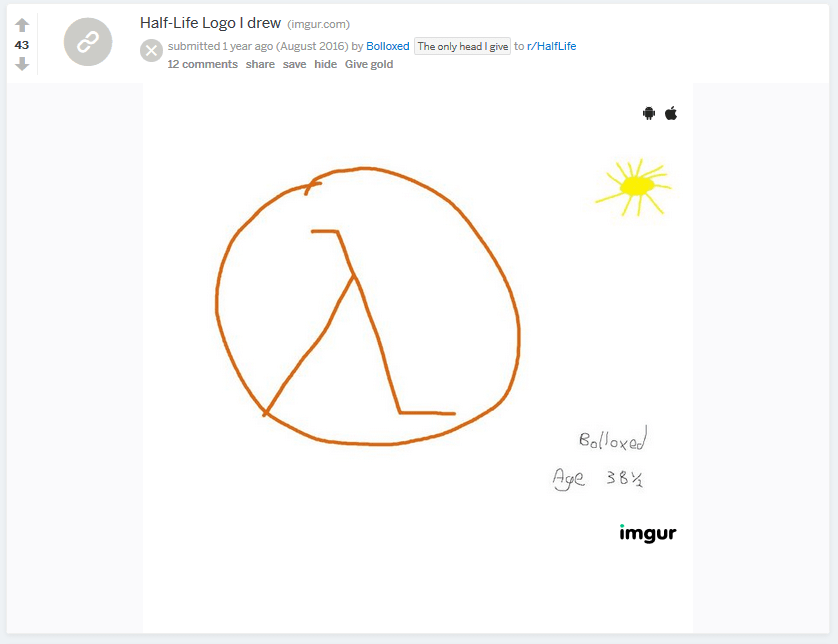 Half-Life Logo I drew (imgur.com)
43
submitted 1 year ago (August 2016) by Bolloxed The only head I give to r/HalfLife
12 comments share save hide Give gold
Bolloxed
Age 38½
imgur